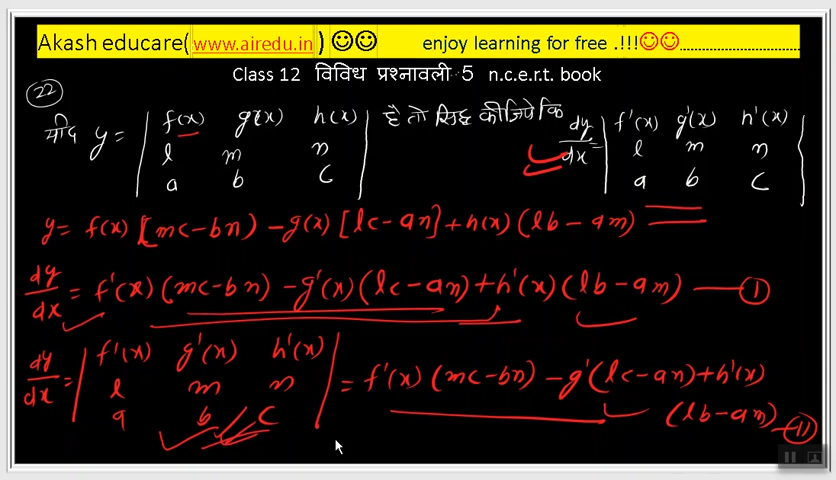 Akash educare( www.airedu.in ) ☺☺ enjoy learning for free .!!!☺☺...............................
Class 12 विविध प्रश्नावली 5 n.c.e.r.t. book
22
यदि y = | f(x) g(x) h(x) | है तो सिद्ध कीजिये कि dy/dx = | f'(x) g'(x) h'(x) |
| l m n | | l m n |
| a b c | | a b c |
y = f(x) [mc-bn) - g(x) [lc-an] + h(x) (lb-am)
dy/dx = f'(x) (mc-bn) - g'(x) (lc-an) + h'(x) (lb-am) — 1
dy/dx = | f'(x) g'(x) h'(x) | = f'(x) (mc-bn) - g'(lc-an) + h'(x)
| l m n | (lb-am) — 11
| a b c |